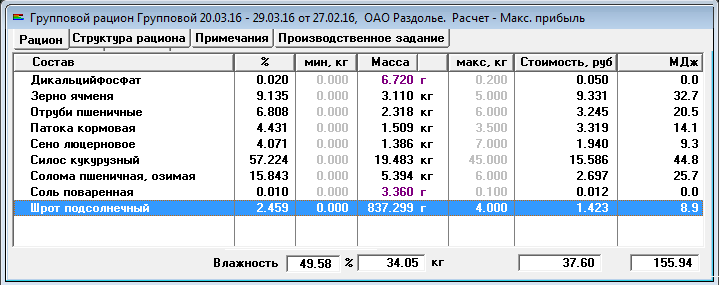 Групповой рацион Групповой 20.03.16 - 29.03.16 от 27.02.16, ОАО Раздолье. Расчет - Макс. прибыль
Рацион Структура рациона Примечания Производственное задание
Состав % мин, кг Масса макс, кг Стоимость, руб МДж
Дикальцийфосфат 0.020 0.000 6.720 г 0.200 0.050 0.0
Зерно ячменя 9.135 0.000 3.110 кг 5.000 9.331 32.7
Отруби пшеничные 6.808 0.000 2.318 кг 6.000 3.245 20.5
Патока кормовая 4.431 0.000 1.509 кг 3.500 3.319 14.1
Сено люцерновое 4.071 0.000 1.386 кг 7.000 1.940 9.3
Силос кукурузный 57.224 0.000 19.483 кг 45.000 15.586 44.8
Солома пшеничная, озимая 15.843 0.000 5.394 кг 6.000 2.697 25.7
Соль поваренная 0.010 0.000 3.360 г 0.100 0.012 0.0
Шрот подсолнечный 2.459 0.000 837.299 г 4.000 1.423 8.9
Влажность 49.58 % 34.05 кг 37.60 155.94